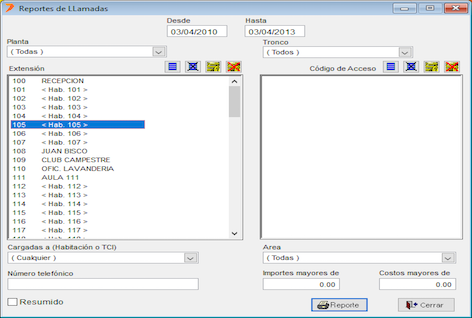 Reportes de LLamadas
Desde
Hasta
03/04/2010
03/04/2013
Planta
Tronco
( Todas )
( Todos )
Extensión
Código de Acceso
100 RECEPCION
101 < Hab. 101 >
102 < Hab. 102 >
103 < Hab. 103 >
104 < Hab. 104 >
105 < Hab. 105 >
106 < Hab. 106 >
107 < Hab. 107 >
108 JUAN BISCO
109 CLUB CAMPESTRE
110 OFIC. LAVANDERIA
111 AULA 111
112 < Hab. 112 >
113 < Hab. 113 >
114 < Hab. 114 >
115 < Hab. 115 >
116 < Hab. 116 >
117 < Hab. 117 >
Cargadas a (Habitación o TCI)
Area
( Cualquier )
( Todas )
Número telefónico
Importes mayores de
Costos mayores de
0.00
0.00
Resumido
Reporte
Cerrar